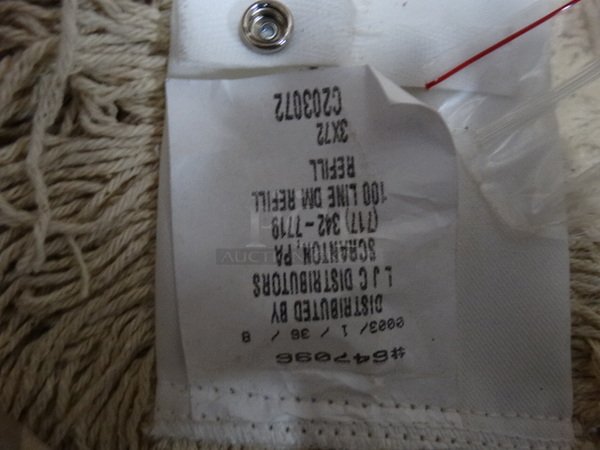 #647096
0003/ 1 / 36 / 8
DISTRIBUTED BY
L J C DISTRIBUTORS
SCRANTON, PA
(717) 342-7719
100 LINE DM REFILL
REFILL
3X72
C203072